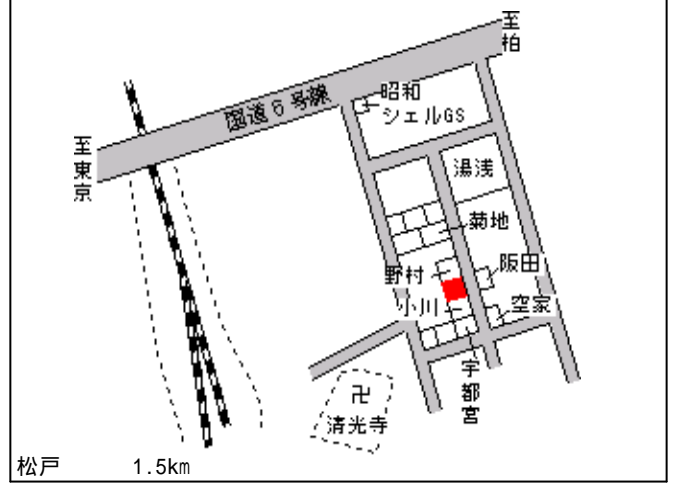 至柏
昭和
シェルGS
国道6号線
至東京
湯浅
菊地
野村
阪田
小川
空家
宇都宮
卍
清光寺
松戸 1.5km